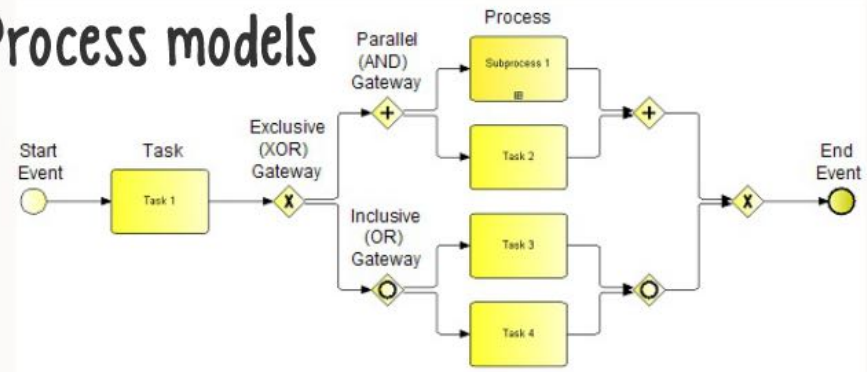 Process models
Process
Parallel
(AND)
Gateway
Subprocess 1
Exclusive
(XOR)
Gateway
Start
Event
Task
Task 1
X
Task 2
Inclusive
(OR)
Gateway
Task 3
Task 4
X
End
Event